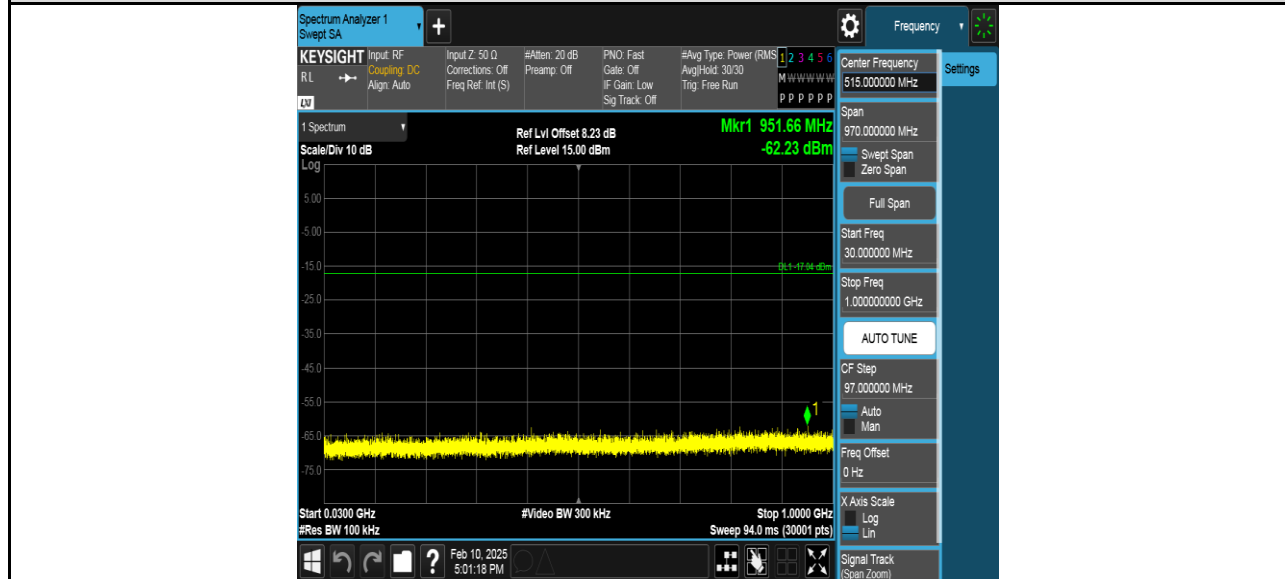 Spectrum Analyzer 1
Swept SA
+
Frequency
KEYSIGHT
RL
LXI
Input: RF
Coupling: DC
Align: Auto
Input Z: 50 Ω
Corrections: Off
Freq Ref: Int (S)
#Atten: 20 dB
Preamp: Off
PNO: Fast
Gate: Off
IF Gain: Low
Sig Track: Off
#Avg Type: Power (RMS
Avg|Hold: 30/30
Trig: Free Run
1 2 3 4 5 6
M W W W W W
P P P P P P
1 Spectrum
Scale/Div 10 dB
Ref Lvl Offset 8.23 dB
Ref Level 15.00 dBm
Mkr1 951.66 MHz
-62.23 dBm
Log
5.00
-5.00
-15.0
DL1 -17.04 dBm
-25.0
-35.0
-45.0
-55.0
1
-65.0
-75.0
Start 0.0300 GHz
#Res BW 100 kHz
#Video BW 300 kHz
Stop 1.0000 GHz
Sweep 94.0 ms (30001 pts)
?
Feb 10, 2025
5:01:18 PM
Center Frequency
515.000000 MHz
Settings
Span
970.000000 MHz
Swept Span
Zero Span
Full Span
Start Freq
30.000000 MHz
Stop Freq
1.000000000 GHz
AUTO TUNE
CF Step
97.000000 MHz
Auto
Man
Freq Offset
0 Hz
X Axis Scale
Log
Lin
Signal Track
(Span Zoom)